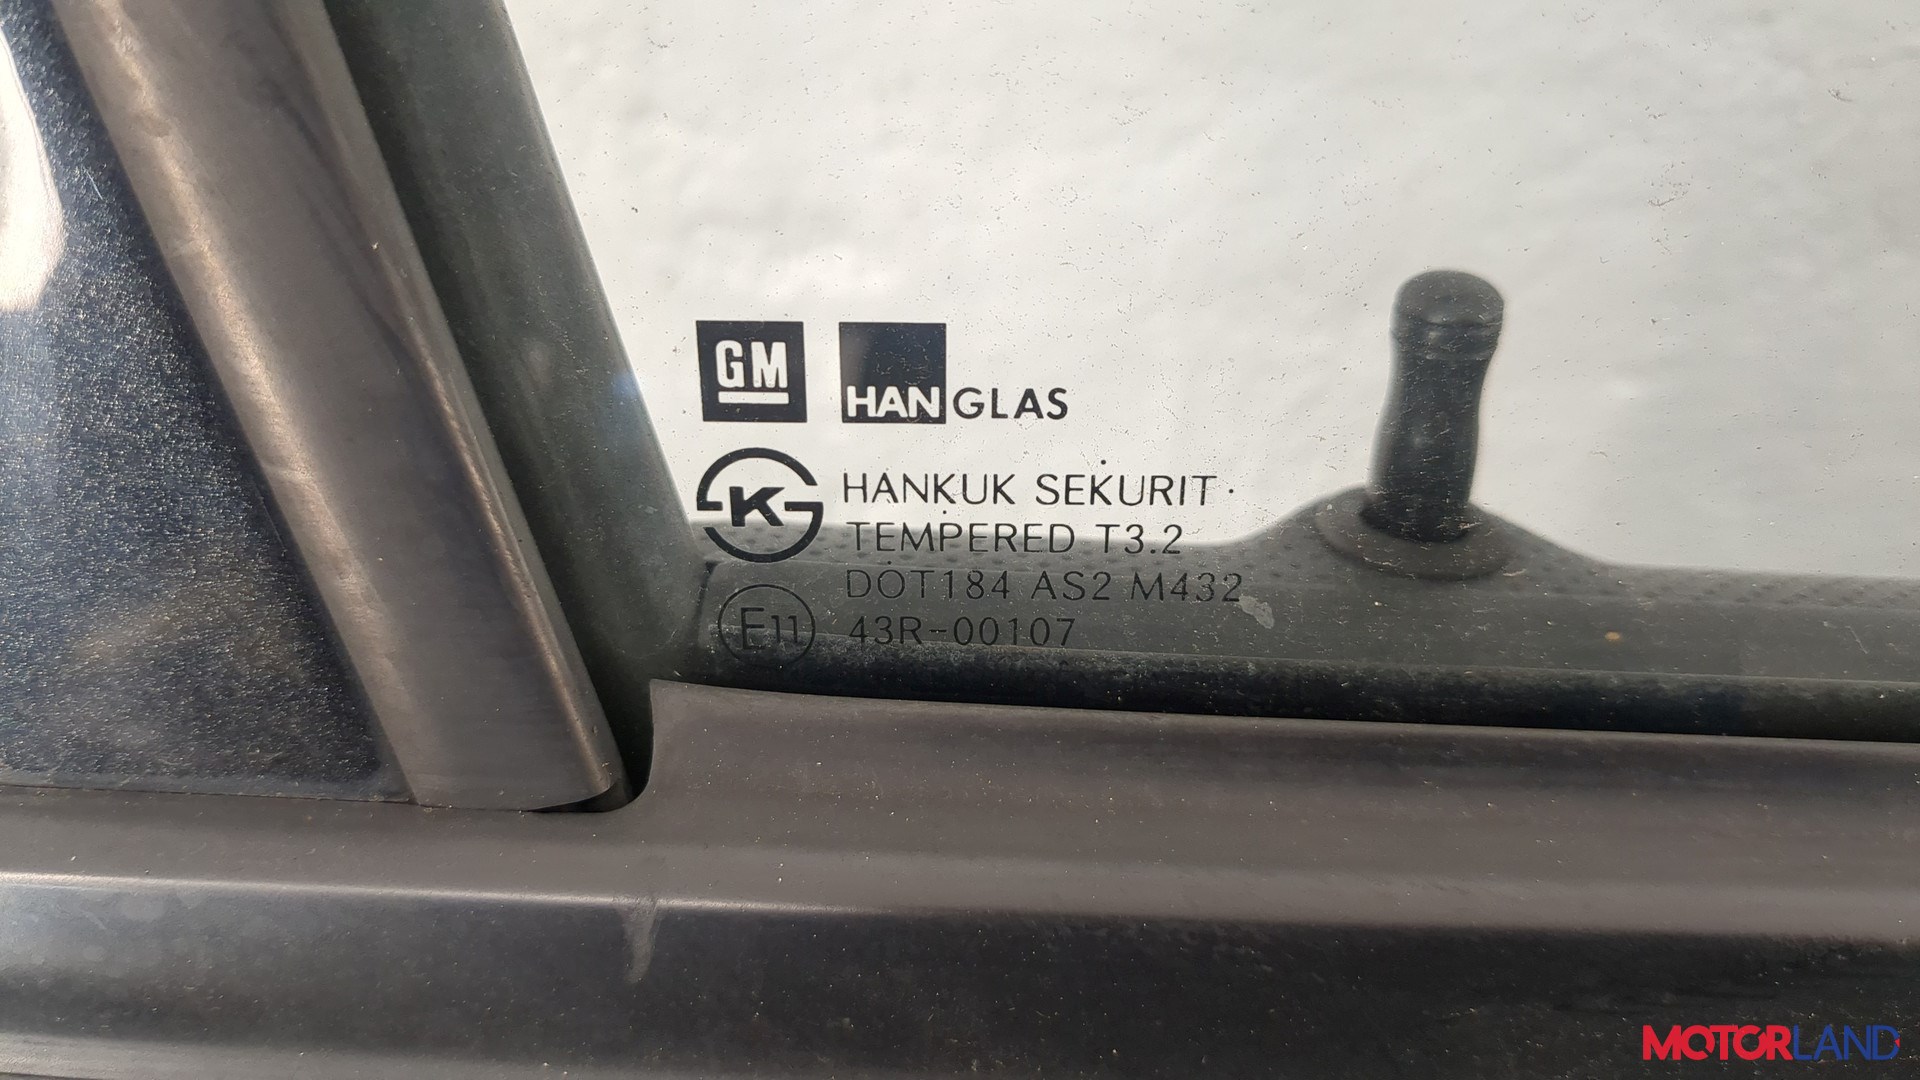 GM HANGLAS
K HANKUK SEKURIT
TEMPERED T3.2
DOT184 AS2 M432
E11 43R-00107
MOTORLAND